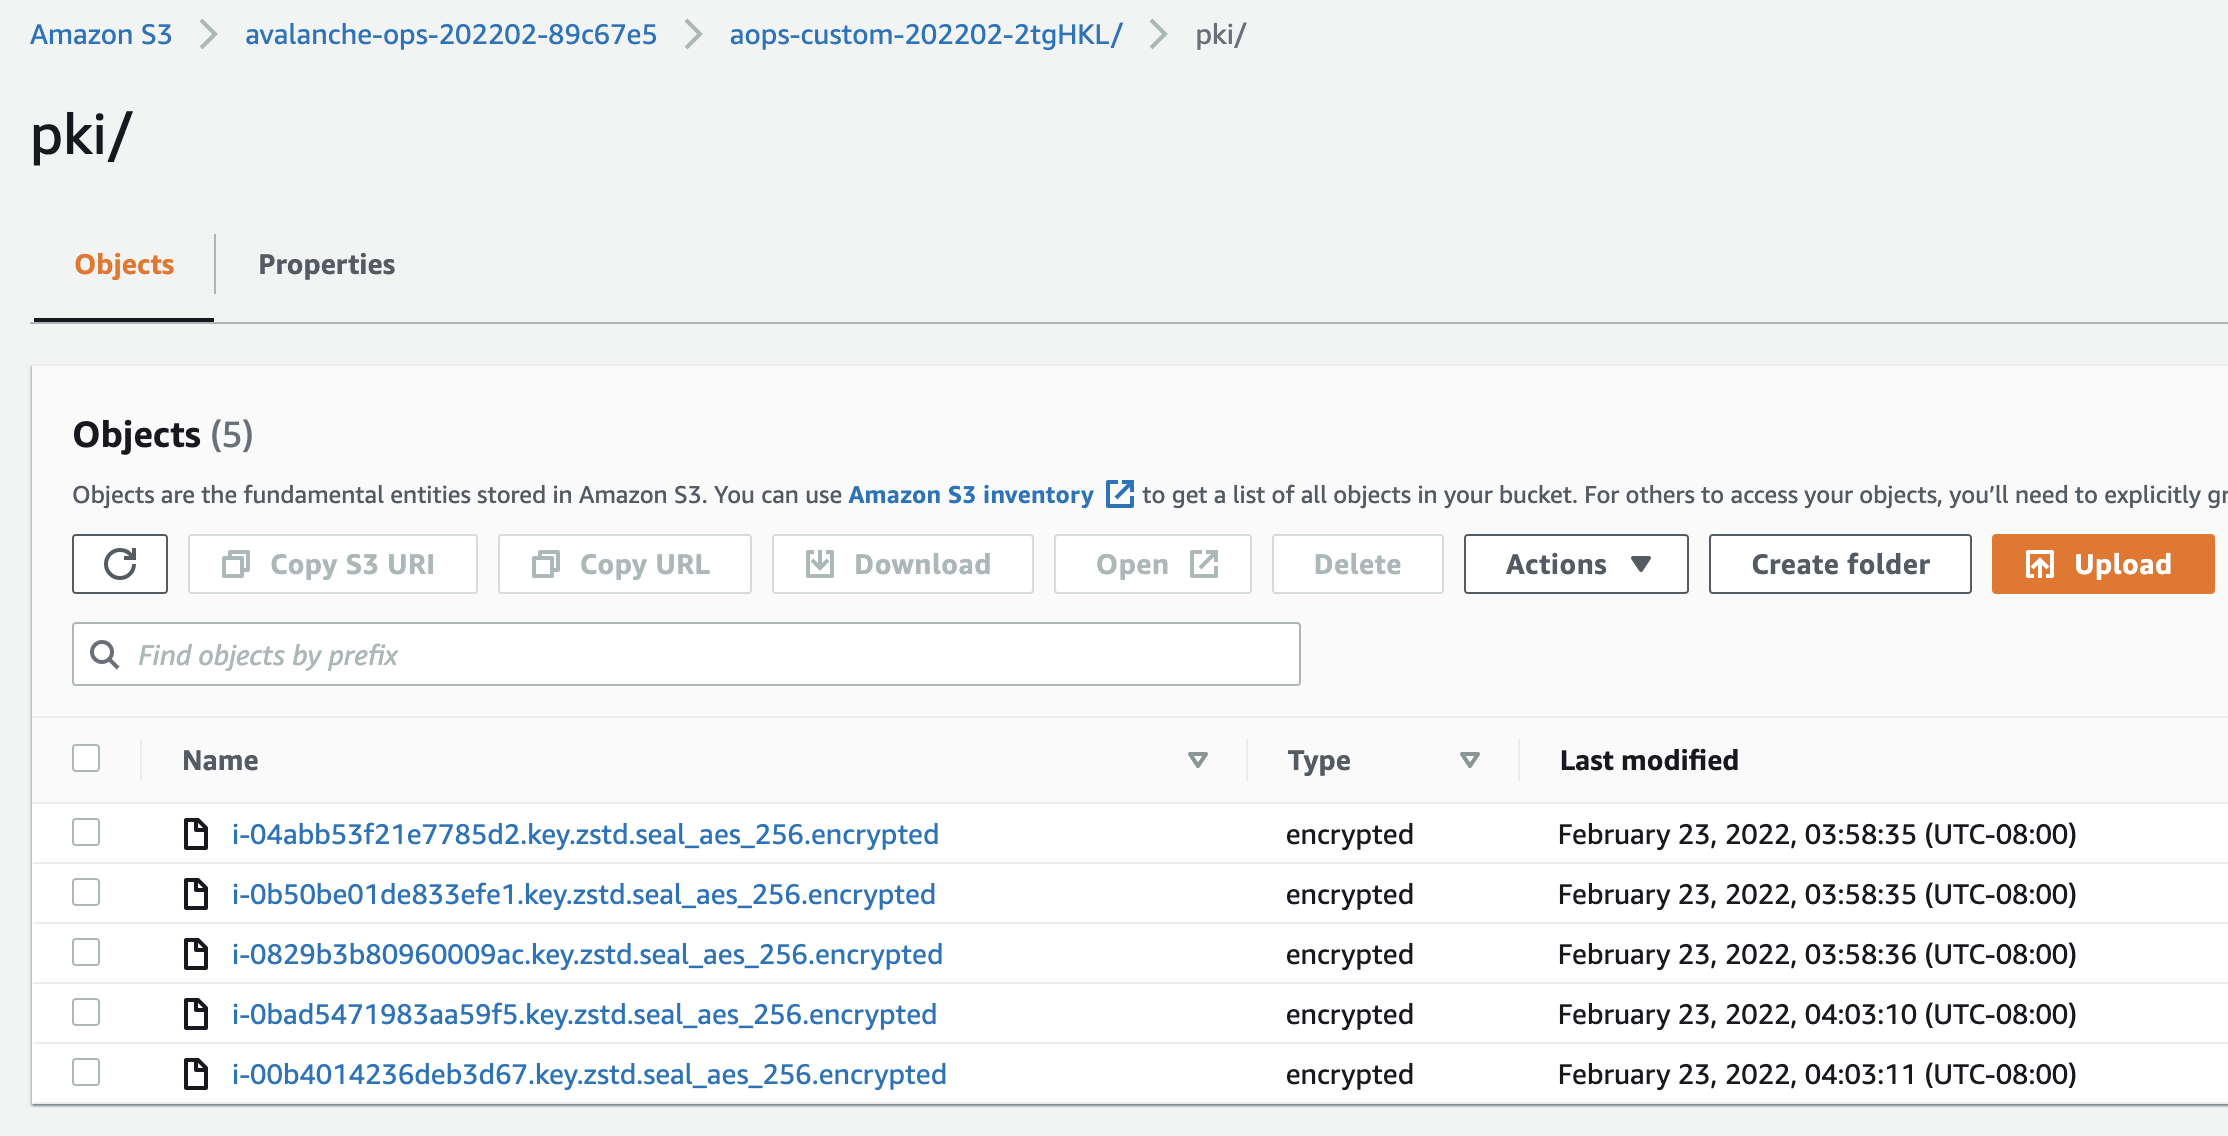 Amazon S3 > avalanche-ops-202202-89c67e5 > aops-custom-202202-2tgHKL/ > pki/
pki/
Objects Properties
Objects (5)
Objects are the fundamental entities stored in Amazon S3. You can use Amazon S3 inventory to get a list of all objects in your bucket. For others to access your objects, you’ll need to explicitly gr
Copy S3 URI Copy URL Download Open Delete Actions Create folder Upload
Find objects by prefix
Name Type Last modified
i-04abb53f21e7785d2.key.zstd.seal_aes_256.encrypted encrypted February 23, 2022, 03:58:35 (UTC-08:00)
i-0b50be01de833efe1.key.zstd.seal_aes_256.encrypted encrypted February 23, 2022, 03:58:35 (UTC-08:00)
i-0829b3b80960009ac.key.zstd.seal_aes_256.encrypted encrypted February 23, 2022, 03:58:36 (UTC-08:00)
i-0bad5471983aa59f5.key.zstd.seal_aes_256.encrypted encrypted February 23, 2022, 04:03:10 (UTC-08:00)
i-00b4014236deb3d67.key.zstd.seal_aes_256.encrypted encrypted February 23, 2022, 04:03:11 (UTC-08:00)